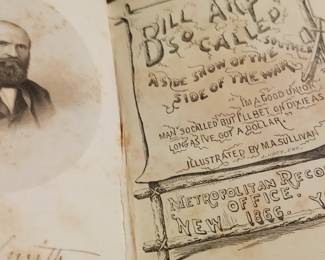 BILL ARP
SO CALLED
SOUTHERN
A SIDE SHOW OF THE
SIDE OF THE WAR
"I'M A GOOD UNION
MAN "SO CALLED" BUT I'LL BET ON DIXIE AS
LONG AS I'VE GOT A DOLLAR."
ILLUSTRATED BY M.A. SULLIVAN
METROPOLITAN RECO
OFFICE.
NEW 1866. Y